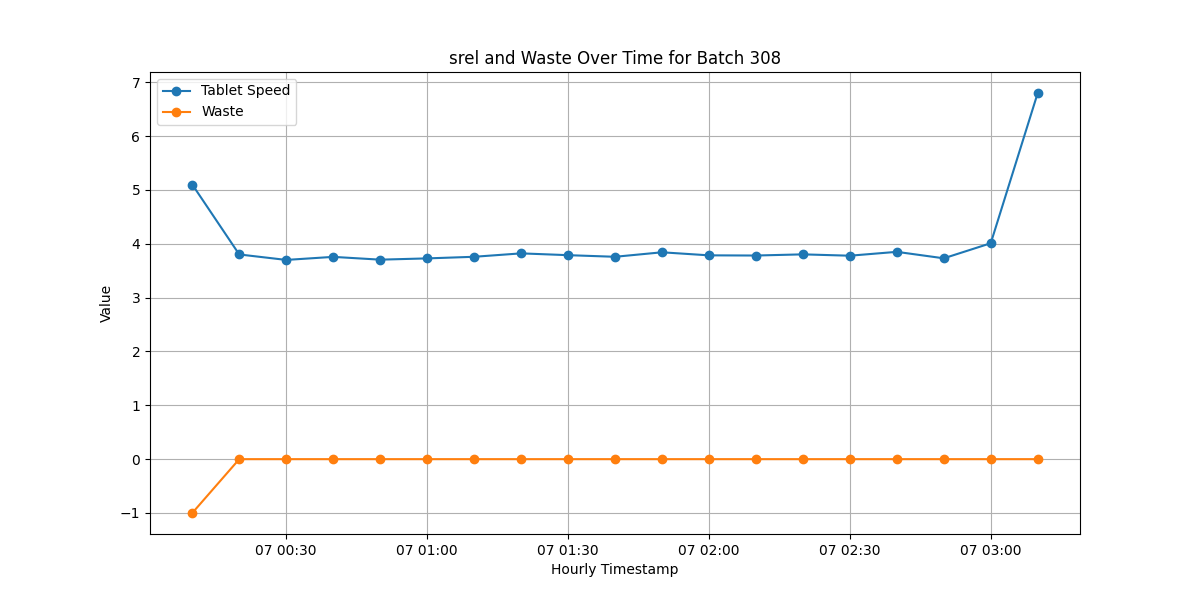 srel and Waste Over Time for Batch 308
Tablet Speed
Waste
7
6
5
4
3
2
1
0
−1
Value
07 00:30 07 01:00 07 01:30 07 02:00 07 02:30 07 03:00
Hourly Timestamp